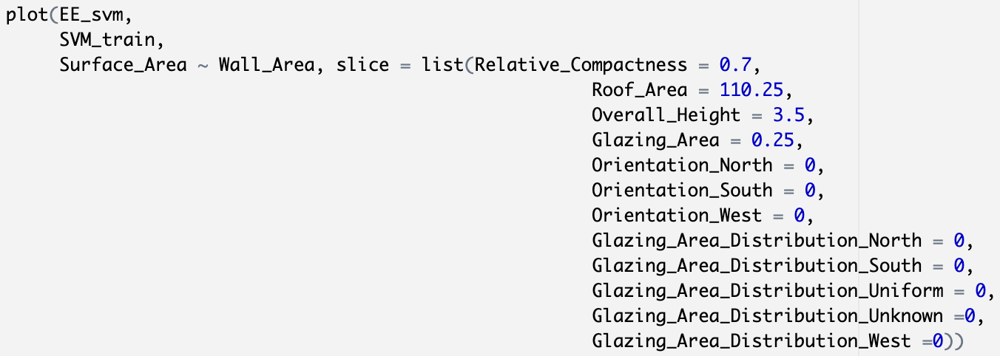 plot(EE_svm,
     SVM_train,
     Surface_Area ~ Wall_Area, slice = list(Relative_Compactness = 0.7,
                                            Roof_Area = 110.25,
                                            Overall_Height = 3.5,
                                            Glazing_Area = 0.25,
                                            Orientation_North = 0,
                                            Orientation_South = 0,
                                            Orientation_West = 0,
                                            Glazing_Area_Distribution_North = 0,
                                            Glazing_Area_Distribution_South = 0,
                                            Glazing_Area_Distribution_Uniform = 0,
                                            Glazing_Area_Distribution_Unknown =0,
                                            Glazing_Area_Distribution_West =0))